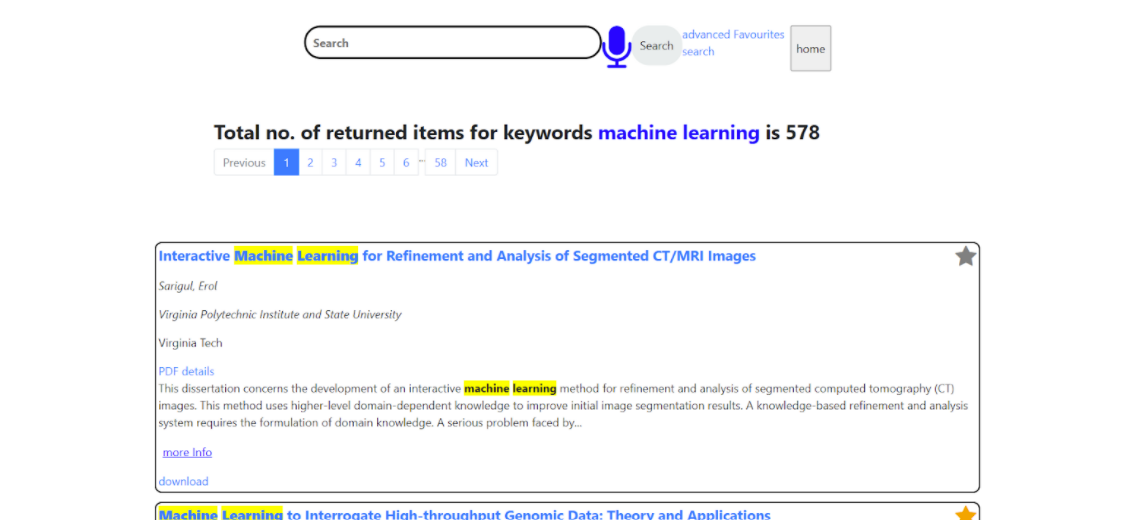 Search
Search
advanced Favourites
search
home
Total no. of returned items for keywords machine learning is 578
Previous 1 2 3 4 5 6 ... 58 Next
Interactive Machine Learning for Refinement and Analysis of Segmented CT/MRI Images
Sarigul, Erol
Virginia Polytechnic Institute and State University
Virginia Tech
PDF details
This dissertation concerns the development of an interactive machine learning method for refinement and analysis of segmented computed tomography (CT)
images. This method uses higher-level domain-dependent knowledge to improve initial image segmentation results. A knowledge-based refinement and analysis
system requires the formulation of domain knowledge. A serious problem faced by...
more Info
download
Machine Learning to Interrogate High-throughput Genomic Data: Theory and Applications